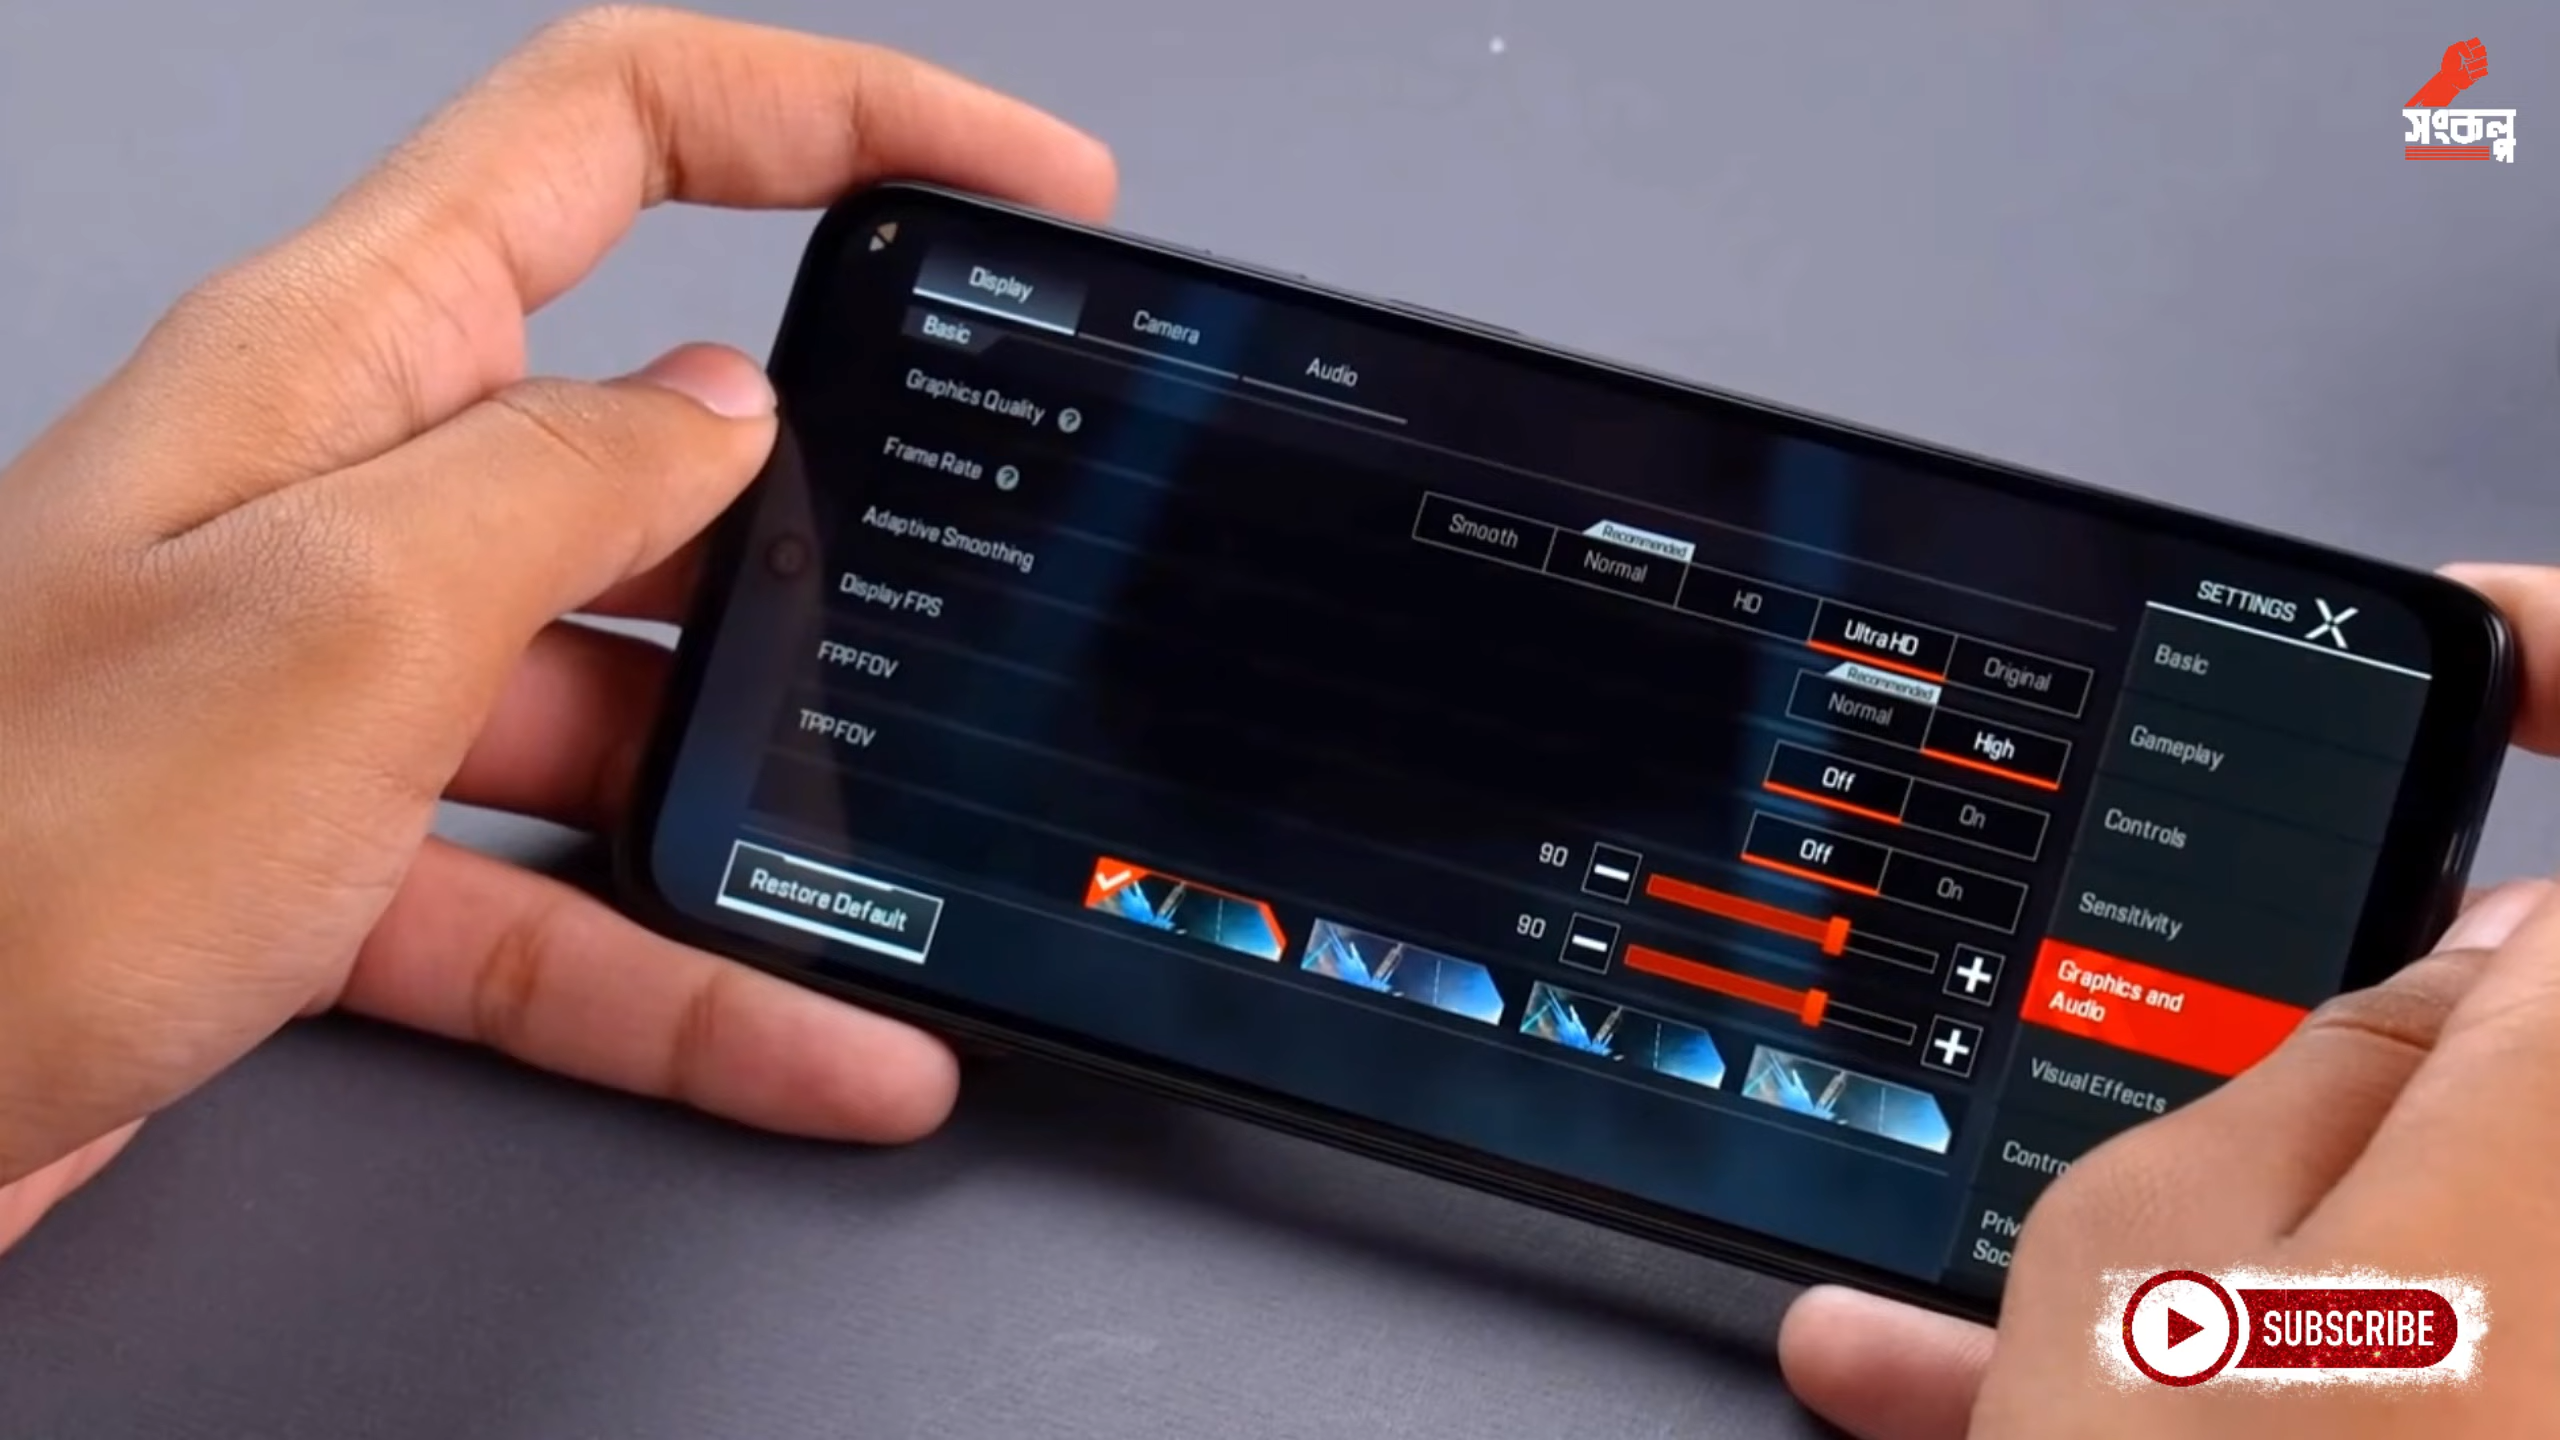 সংকল্প
Display
Camera
Audio
Basic
Graphics Quality ?
Smooth
Recommended
Normal
HD
Ultra HD
Original
Frame Rate ?
Recommended
Normal
High
Adaptive Smoothing
Off
On
Display FPS
Off
On
FPP FOV
90
TPP FOV
90
Restore Default
SETTINGS
Basic
Gameplay
Controls
Sensitivity
Graphics and
Audio
Visual Effects
SUBSCRIBE